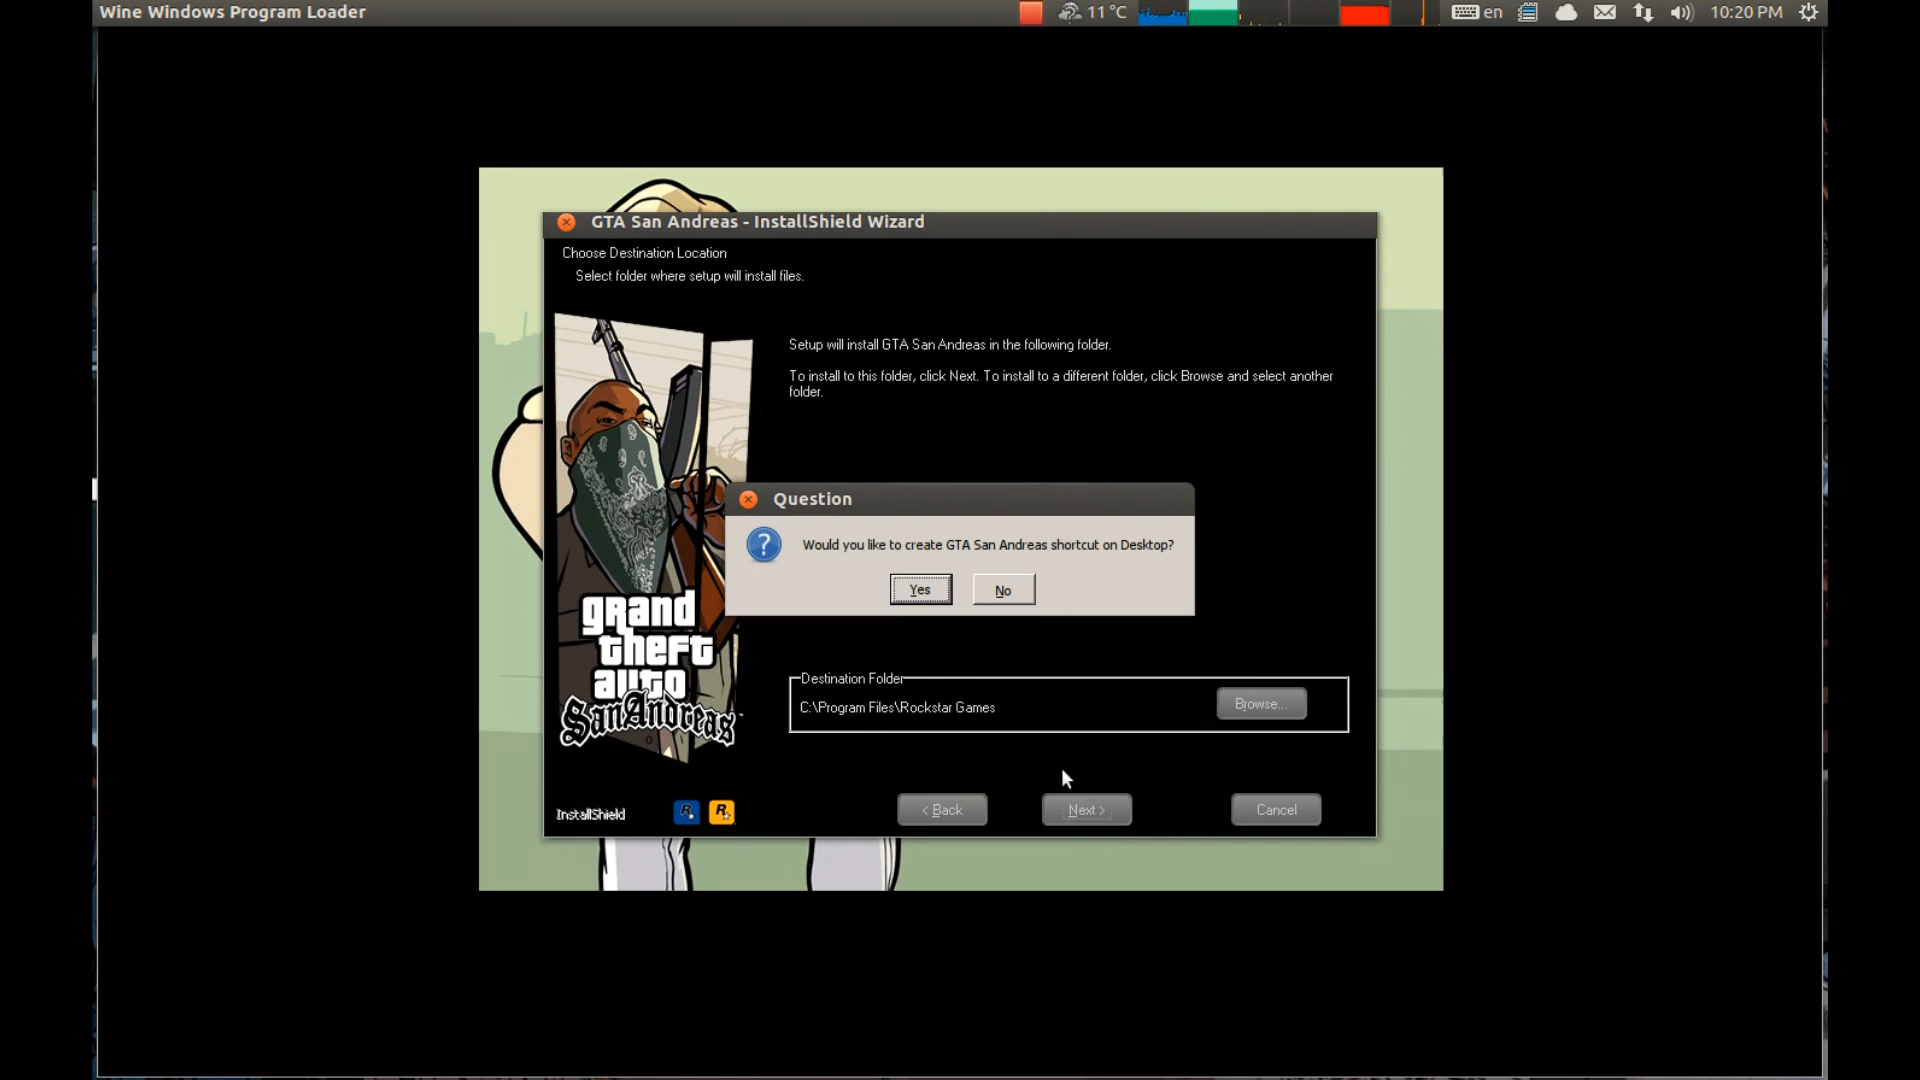 Wine Windows Program Loader
11 °C
en
10:20 PM
GTA San Andreas - InstallShield Wizard
Choose Destination Location
Select folder where setup will install files.
Setup will install GTA San Andreas in the following folder.
To install to this folder, click Next. To install to a different folder, click Browse and select another
folder.
Question
?
Would you like to create GTA San Andreas shortcut on Desktop?
Yes
No
grand
theft
auto
San Andreas
Destination Folder
C:\Program Files\Rockstar Games
Browse...
InstallShield
R
R
< Back
Next >
Cancel